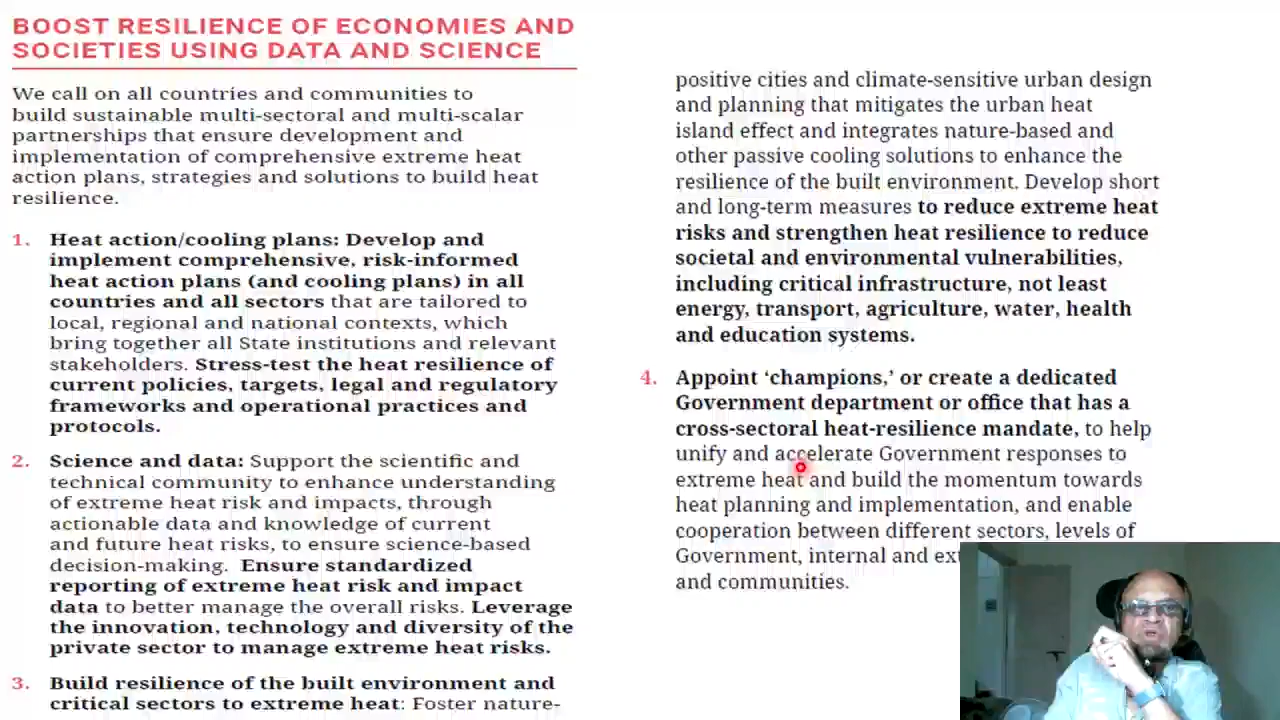 BOOST RESILIENCE OF ECONOMIES AND
SOCIETIES USING DATA AND SCIENCE
We call on all countries and communities to
build sustainable multi-sectoral and multi-scalar
partnerships that ensure development and
implementation of comprehensive extreme heat
action plans, strategies and solutions to build heat
resilience.
1. Heat action/cooling plans: Develop and
implement comprehensive, risk-informed
heat action plans (and cooling plans) in all
countries and all sectors that are tailored to
local, regional and national contexts, which
bring together all State institutions and relevant
stakeholders. Stress-test the heat resilience of
current policies, targets, legal and regulatory
frameworks and operational practices and
protocols.
2. Science and data: Support the scientific and
technical community to enhance understanding
of extreme heat risk and impacts, through
actionable data and knowledge of current
and future heat risks, to ensure science-based
decision-making. Ensure standardized
reporting of extreme heat risk and impact
data to better manage the overall risks. Leverage
the innovation, technology and diversity of the
private sector to manage extreme heat risks.
3. Build resilience of the built environment and
critical sectors to extreme heat: Foster nature-
positive cities and climate-sensitive urban design
and planning that mitigates the urban heat
island effect and integrates nature-based and
other passive cooling solutions to enhance the
resilience of the built environment. Develop short
and long-term measures to reduce extreme heat
risks and strengthen heat resilience to reduce
societal and environmental vulnerabilities,
including critical infrastructure, not least
energy, transport, agriculture, water, health
and education systems.
4. Appoint ‘champions,’ or create a dedicated
Government department or office that has a
cross-sectoral heat-resilience mandate, to help
unify and accelerate Government responses to
extreme heat and build the momentum towards
heat planning and implementation, and enable
cooperation between different sectors, levels of
Government, internal and
and communities.